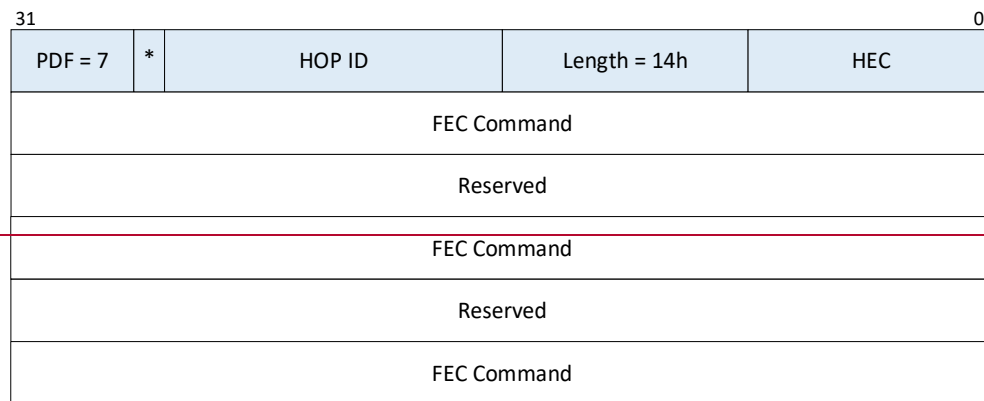 31 0
PDF = 7 * HOP ID Length = 14h HEC
FEC Command
Reserved
FEC Command
Reserved
FEC Command